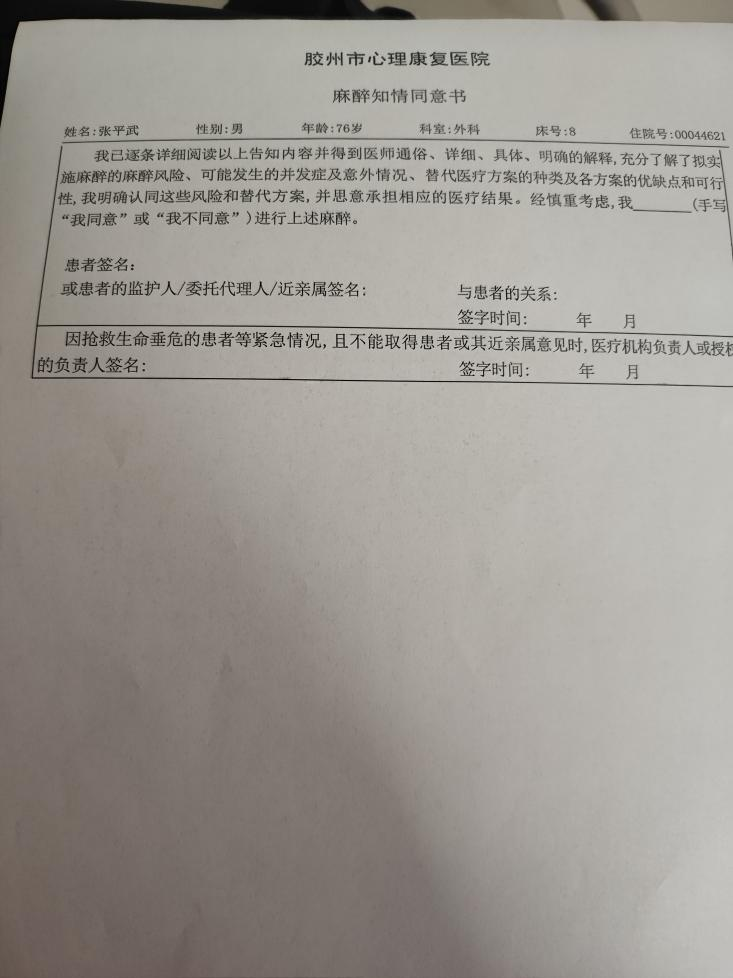 胶州市心理康复医院
麻醉知情同意书
姓名:张平武 性别:男 年龄:76岁 科室:外科 床号:8 住院号:00044621
我已逐条详细阅读以上告知内容并得到医师通俗、详细、具体、明确的解释,充分了解了拟实
施麻醉的麻醉风险、可能发生的并发症及意外情况、替代医疗方案的种类及各方案的优缺点和可行
性,我明确认同这些风险和替代方案,并思意承担相应的医疗结果。经慎重考虑,我_______(手写
“我同意”或“我不同意”)进行上述麻醉。
患者签名:
或患者的监护人/委托代理人/近亲属签名: 与患者的关系:
签字时间: 年 月
因抢救生命垂危的患者等紧急情况,且不能取得患者或其近亲属意见时,医疗机构负责人或授权
的负责人签名: 签字时间: 年 月